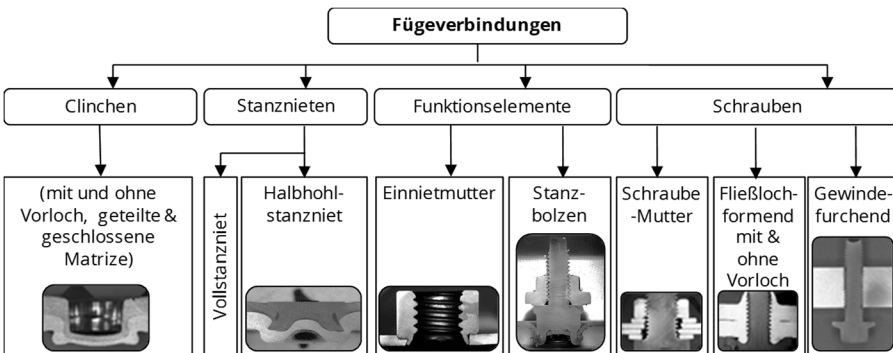 Fügeverbindungen
Clinchen
Stanznieten
Funktionselemente
Schrauben
(mit und ohne
Vorloch, geteilte &
geschlossene
Matrize)
Vollstanzniet
Halbhohl-
stanzniet
Einnietmutter
Stanz-
bolzen
Schraube
-Mutter
Fließloch-
formend
mit &
ohne
Vorloch
Gewinde-
furchend